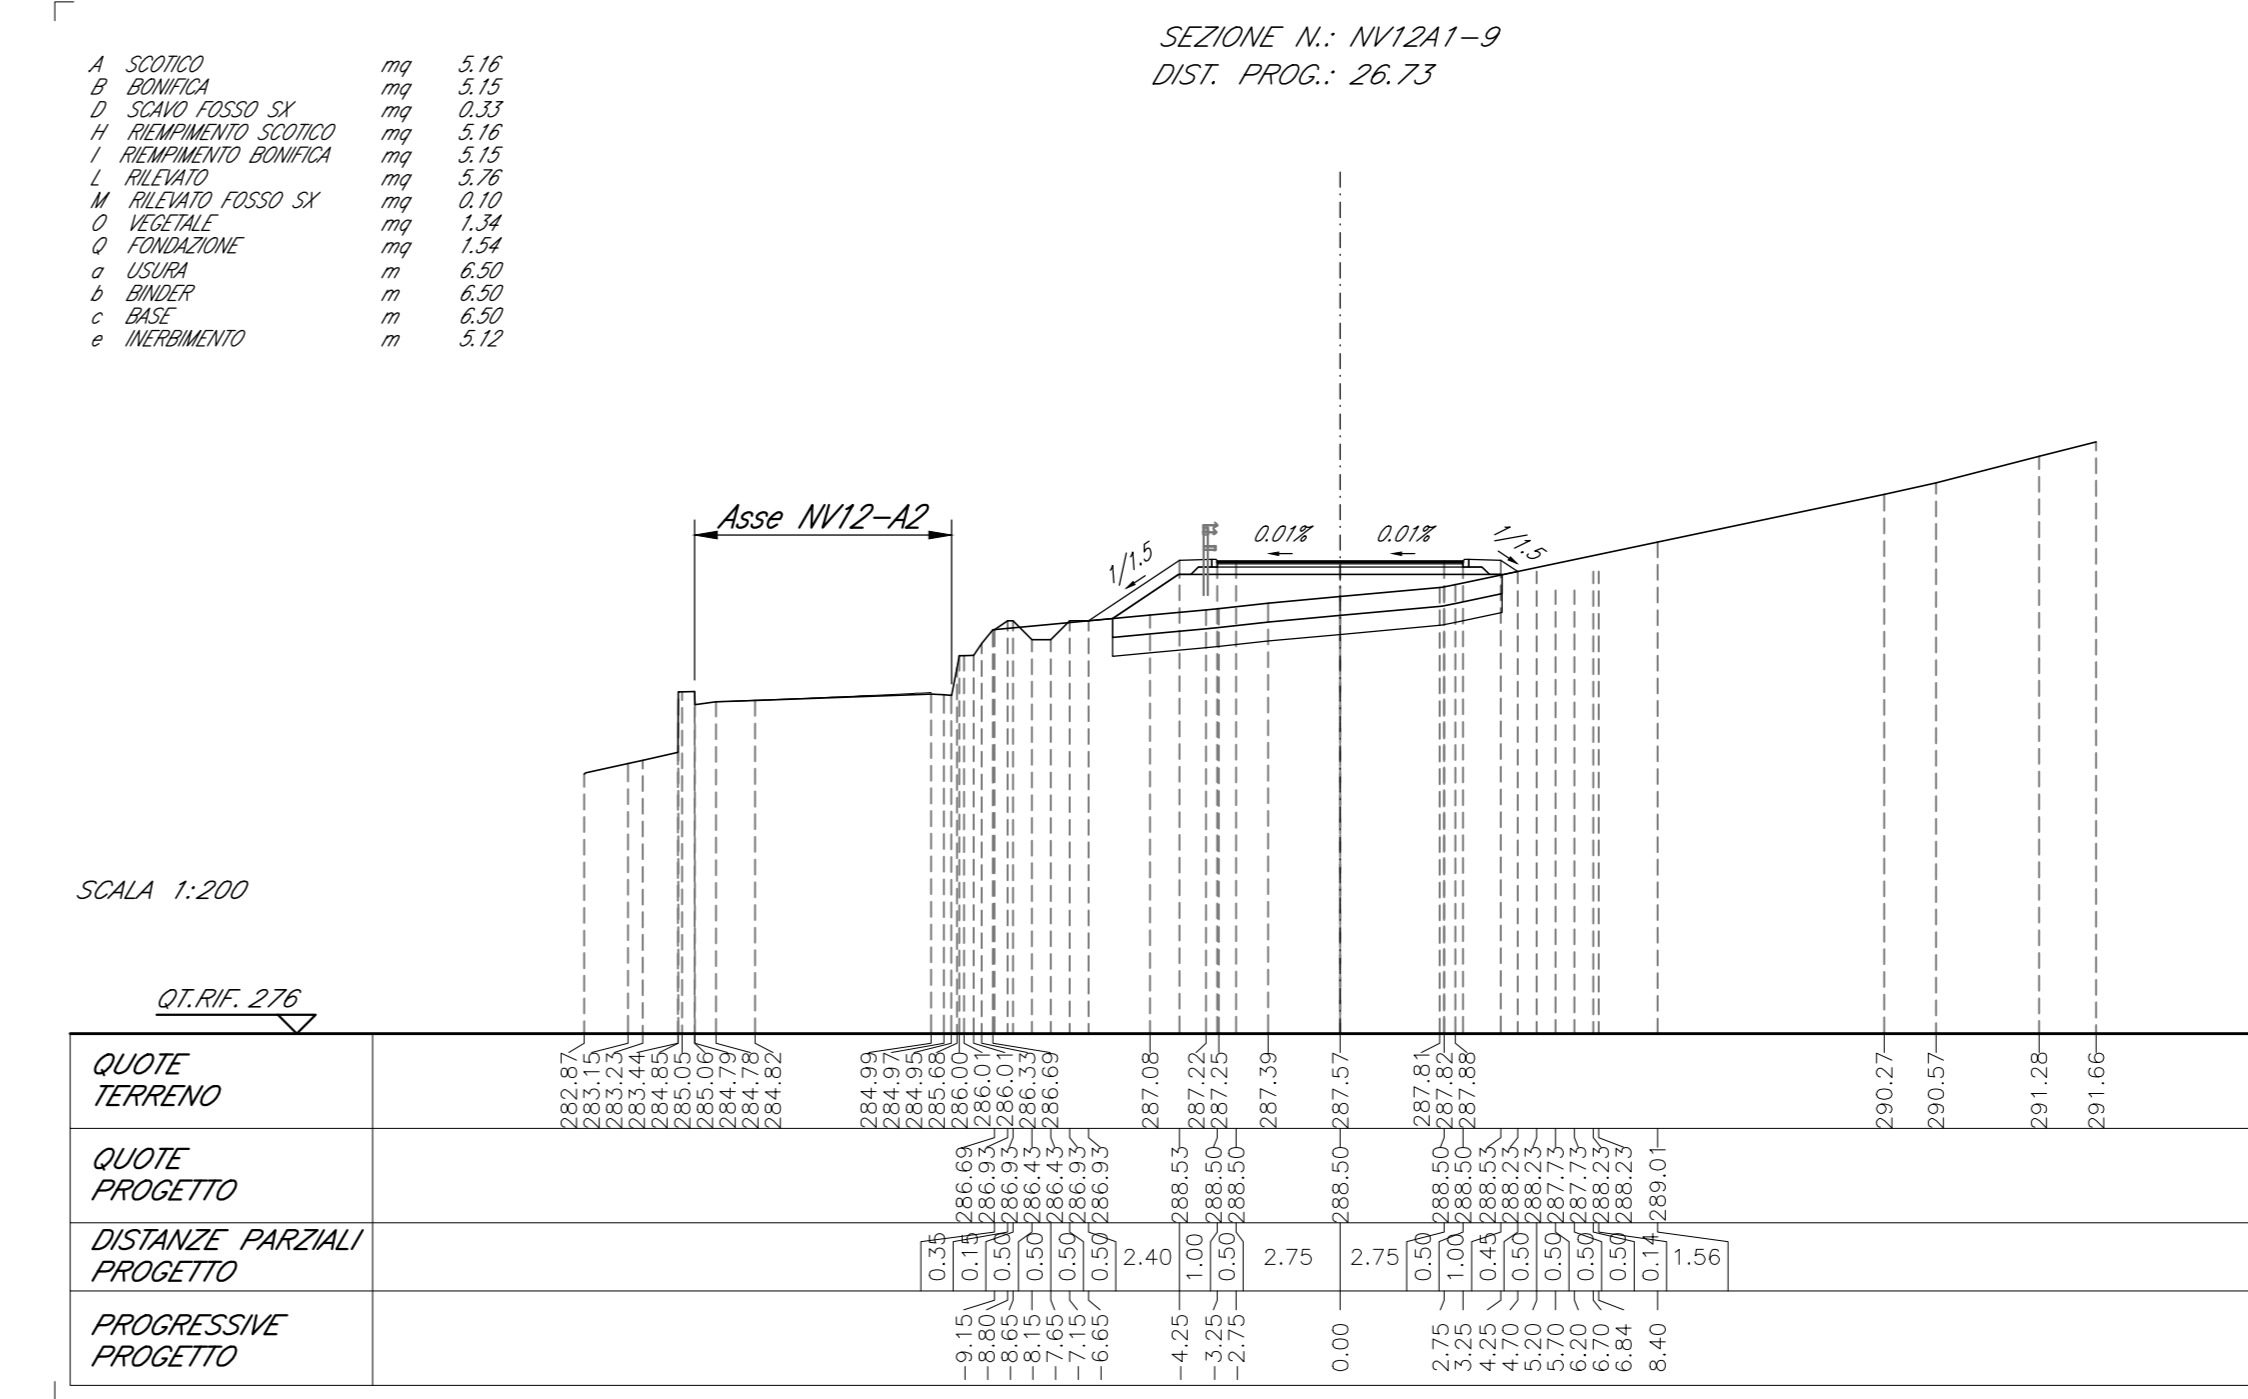 SEZIONE N.: NV12A1-9
DIST. PROG.: 26.73
A SCOTICO mq 5.16
B BONIFICA mq 5.15
D SCAVO FOSSO SX mq 0.33
H RIEMPIMENTO SCOTICO mq 5.16
I RIEMPIMENTO BONIFICA mq 5.15
L RILEVATO mq 5.76
M RILEVATO FOSSO SX mq 0.10
O VEGETALE mq 1.34
Q FONDAZIONE mq 1.54
a USURA m 6.50
b BINDER m 6.50
c BASE m 6.50
e INERBIMENTO m 5.12
Asse NV12-A2
1/1.5
0.01%
0.01%
1/1.5
SCALA 1:200
QT.RIF. 276
QUOTE
TERRENO
282.87 283.15 283.23 283.44 284.85 285.05 285.06 284.79 284.78 284.82 284.99 284.97 284.95 285.68 286.00 286.01 286.01 286.33 286.69 287.08 287.22 287.25 287.39 287.57 287.81 287.82 287.88 290.27 290.57 291.28 291.66
QUOTE
PROGETTO
286.69 286.93 286.93 286.43 286.43 286.93 286.93 288.53 288.50 288.50 288.50 288.50 288.50 288.53 288.23 288.23 287.73 287.73 288.23 288.23 289.01
DISTANZE PARZIALI
PROGETTO
0.35 0.15 0.50 0.50 0.50 0.50 2.40 1.00 0.50 2.75 2.75 0.50 1.00 0.45 0.50 0.50 0.50 0.50 0.14 1.56
PROGRESSIVE
PROGETTO
-9.15 -8.80 -8.65 -8.15 -7.65 -7.15 -6.65 -4.25 -3.25 -2.75 0.00 2.75 3.25 4.25 4.70 5.20 5.70 6.20 6.70 6.84 8.40